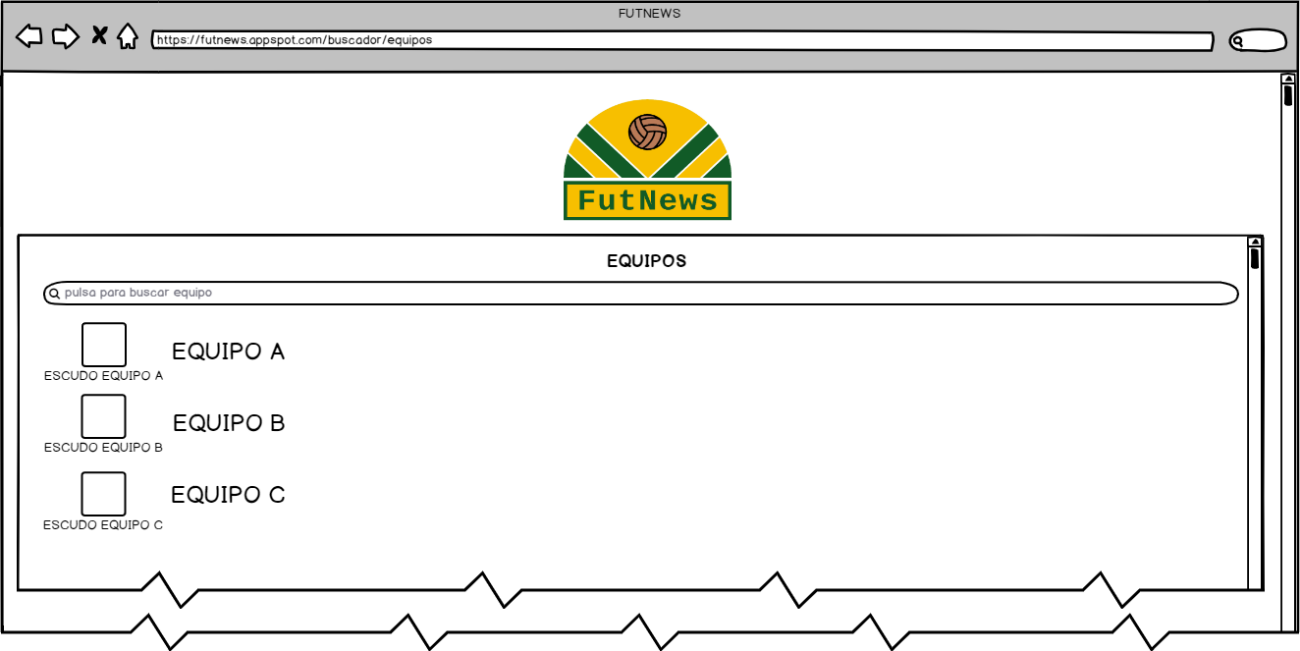 FUTNEWS
https://futnews.appspot.com/buscador/equipos
FutNews
EQUIPOS
pulsa para buscar equipo
EQUIPO A
ESCUDO EQUIPO A
EQUIPO B
ESCUDO EQUIPO B
EQUIPO C
ESCUDO EQUIPO C